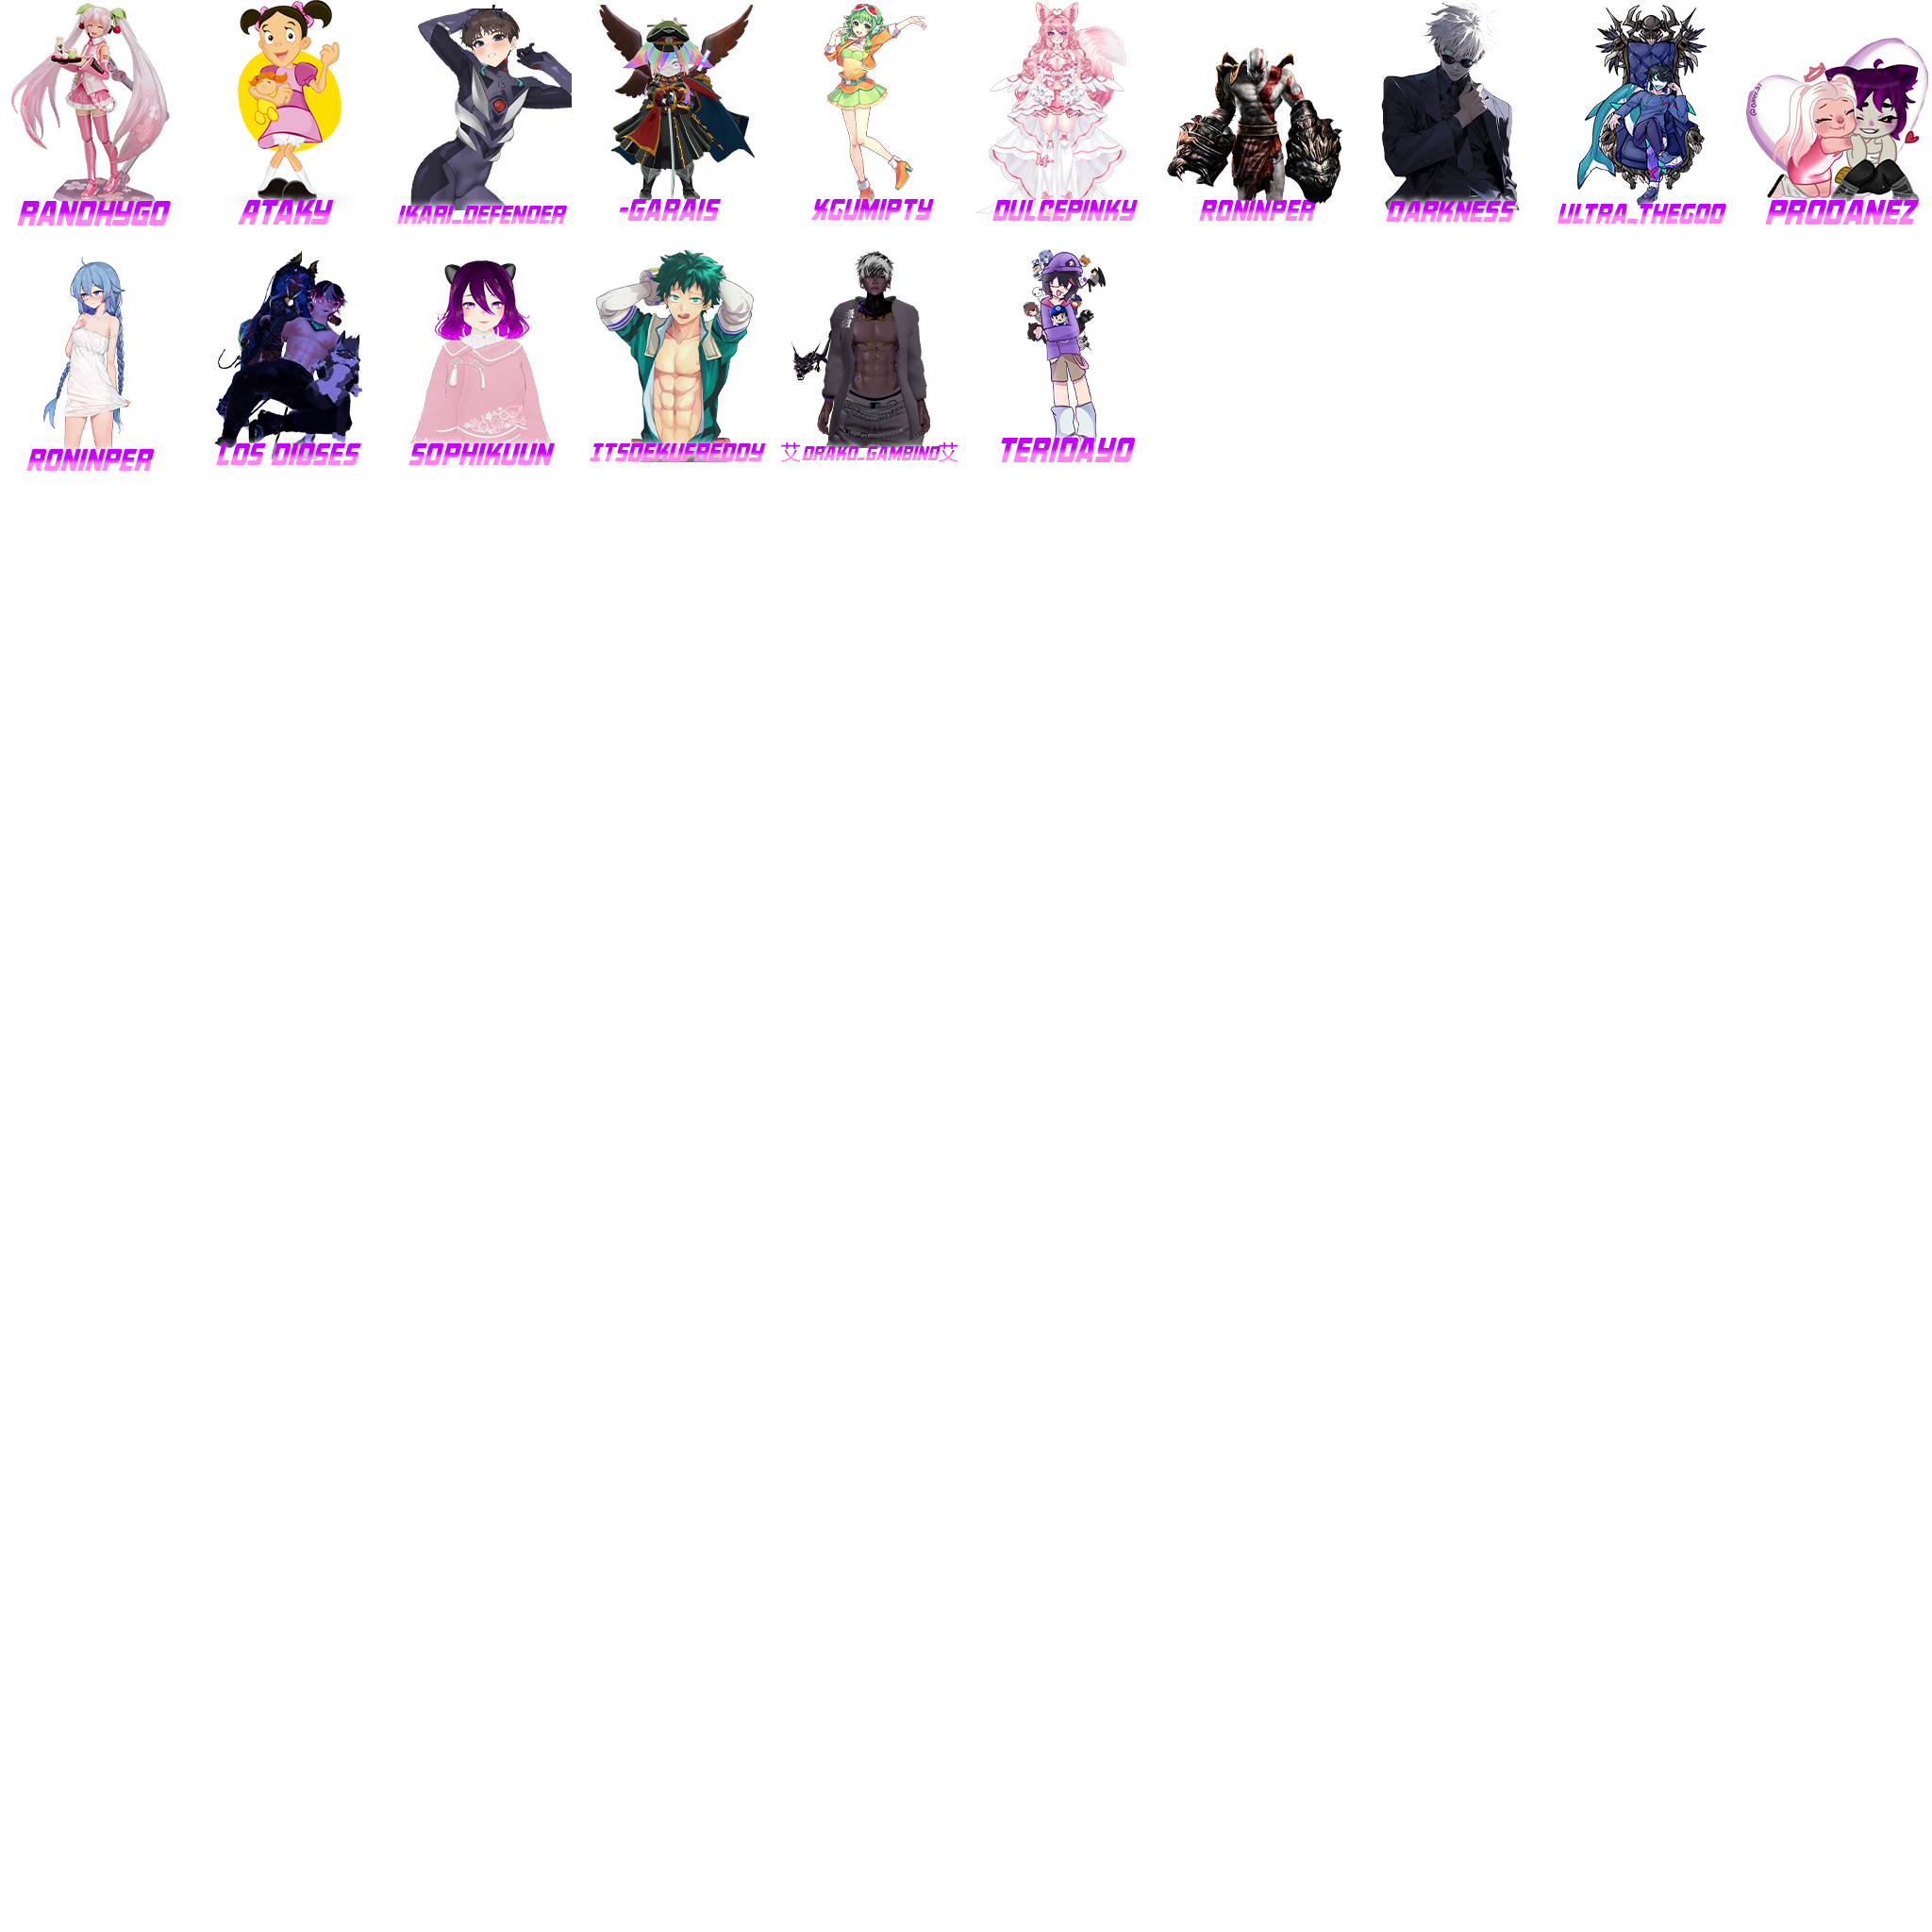 RANDHYGO
ATAKY
IKARI_DEFENDER
-GARAIS
XGUMIPTY
DULCEPINKY
RONINPER
DARKNESS
ULTRA_THEGOD
PRODANEZ
RONINPER
LOS DIOSES
SOPHIKUUN
ITSDEKUFREDDY
艾DRAKO_GAMBINO艾
TERIDAYO